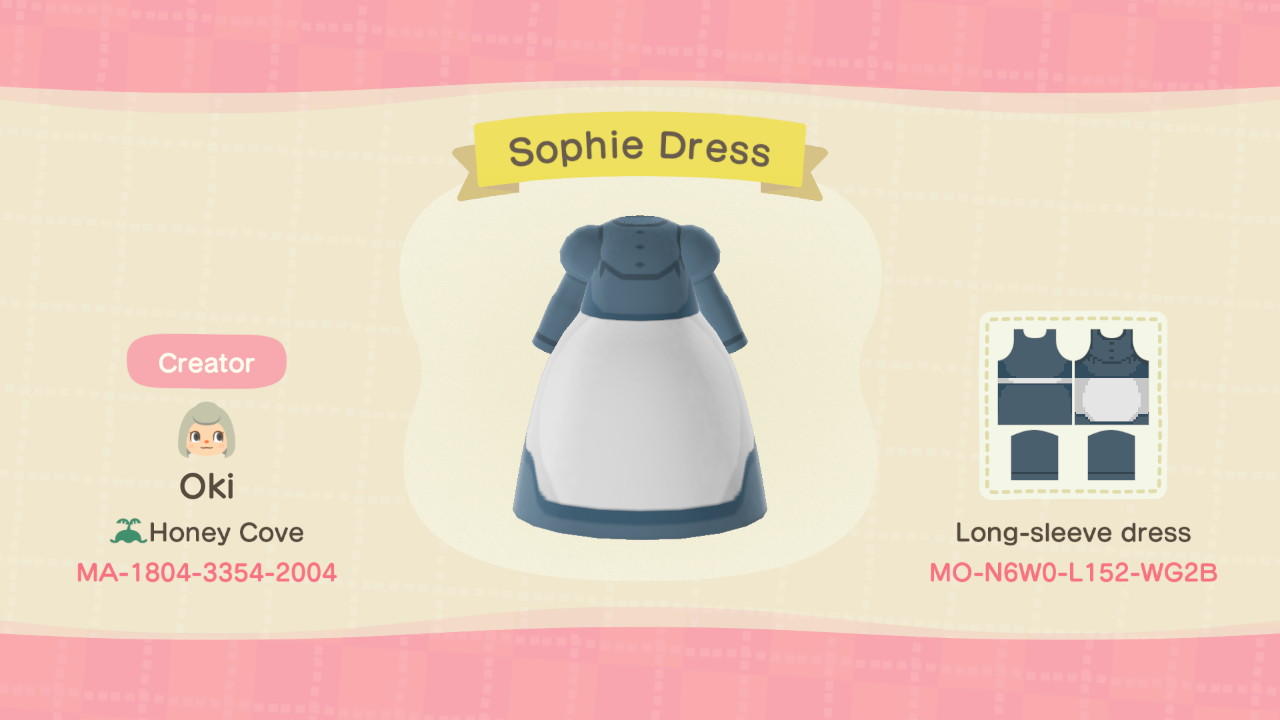 Sophie Dress
Creator
Oki
Honey Cove
MA-1804-3354-2004
Long-sleeve dress
MO-N6W0-L152-WG2B